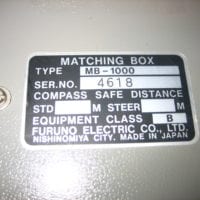 MATCHING BOX
TYPE MB-1000
SER.NO. 4618
COMPASS SAFE DISTANCE
STD M STEER M
EQUIPMENT CLASS B
FURUNO ELECTRIC CO., LTD.
NISHINOMIYA CITY, MADE IN JAPAN